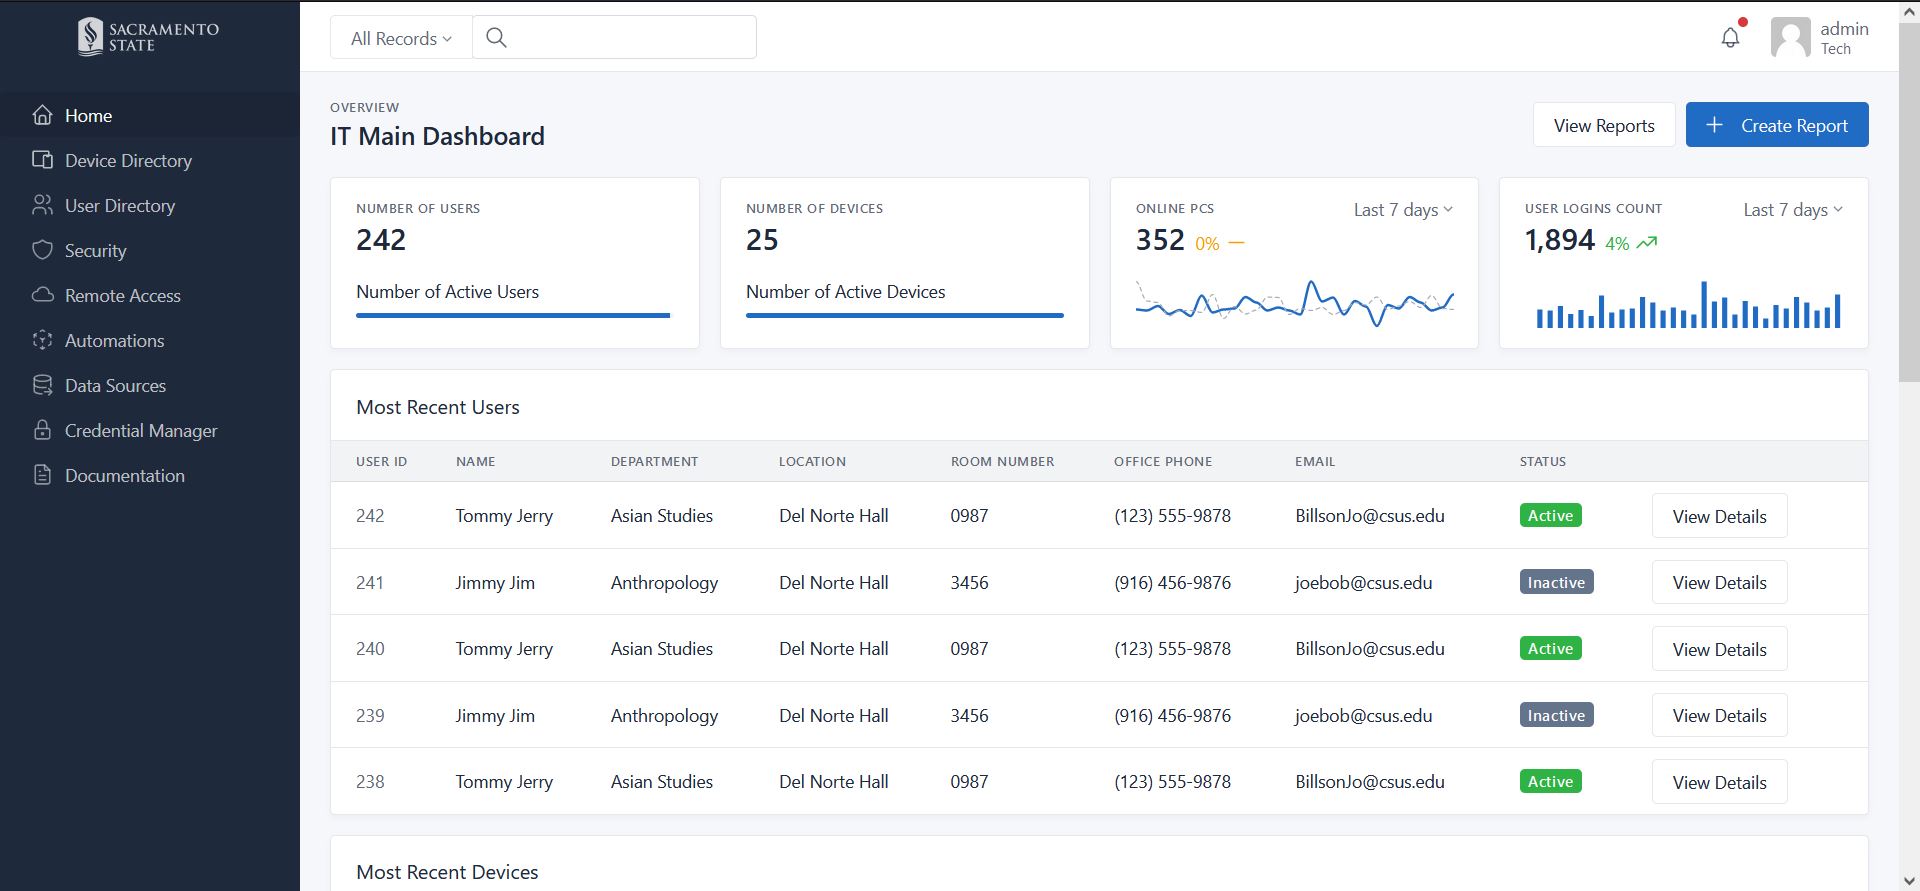 SACRAMENTO
STATE
All Records
admin
Tech
Home
Device Directory
User Directory
Security
Remote Access
Automations
Data Sources
Credential Manager
Documentation
OVERVIEW
IT Main Dashboard
View Reports
Create Report
NUMBER OF USERS
242
Number of Active Users
NUMBER OF DEVICES
25
Number of Active Devices
ONLINE PCS Last 7 days
352 0%
USER LOGINS COUNT Last 7 days
1,894 4%
Most Recent Users
USER ID NAME DEPARTMENT LOCATION ROOM NUMBER OFFICE PHONE EMAIL STATUS
242 Tommy Jerry Asian Studies Del Norte Hall 0987 (123) 555-9878 BillsonJo@csus.edu Active View Details
241 Jimmy Jim Anthropology Del Norte Hall 3456 (916) 456-9876 joebob@csus.edu Inactive View Details
240 Tommy Jerry Asian Studies Del Norte Hall 0987 (123) 555-9878 BillsonJo@csus.edu Active View Details
239 Jimmy Jim Anthropology Del Norte Hall 3456 (916) 456-9876 joebob@csus.edu Inactive View Details
238 Tommy Jerry Asian Studies Del Norte Hall 0987 (123) 555-9878 BillsonJo@csus.edu Active View Details
Most Recent Devices